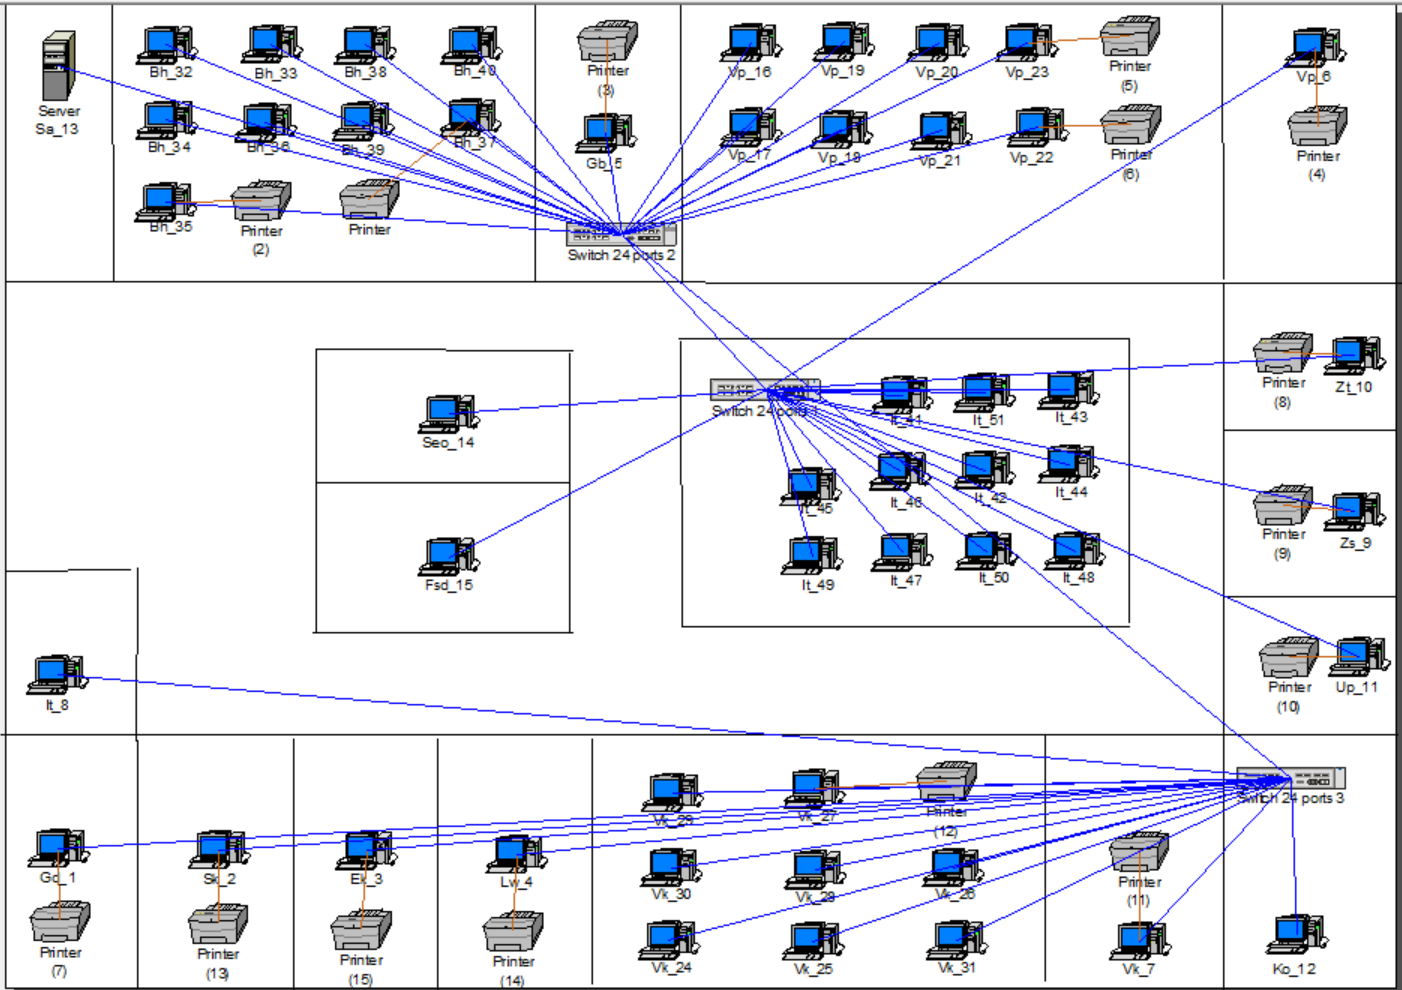 Bh_32
Bh_33
Bh_38
Bh_40
Printer
(3)
Vp_16
Vp_19
Vp_20
Vp_23
Printer
(5)
Vp_6
Server
Sa_13
Bh_34
Bh_36
Bh_39
Bh_37
Gb_5
Vp_17
Vp_18
Vp_21
Vp_22
Printer
(6)
Printer
(4)
Bh_35
Printer
(2)
Printer
Switch 24 ports 2
Printer
(8)
Zt_10
Seo_14
Switch 24 ports 1
It_41
It_51
It_43
It_45
It_46
It_42
It_44
Printer
(9)
Zs_9
Fsd_15
It_49
It_47
It_50
It_48
It_8
Printer
(10)
Up_11
Switch 24 ports 3
Vk_29
Vk_27
Printer
(12)
Gc_1
Sk_2
Ek_3
Lw_4
Vk_30
Vk_28
Vk_26
Printer
(11)
Printer
(7)
Printer
(13)
Printer
(15)
Printer
(14)
Vk_24
Vk_25
Vk_31
Vk_7
Ko_12